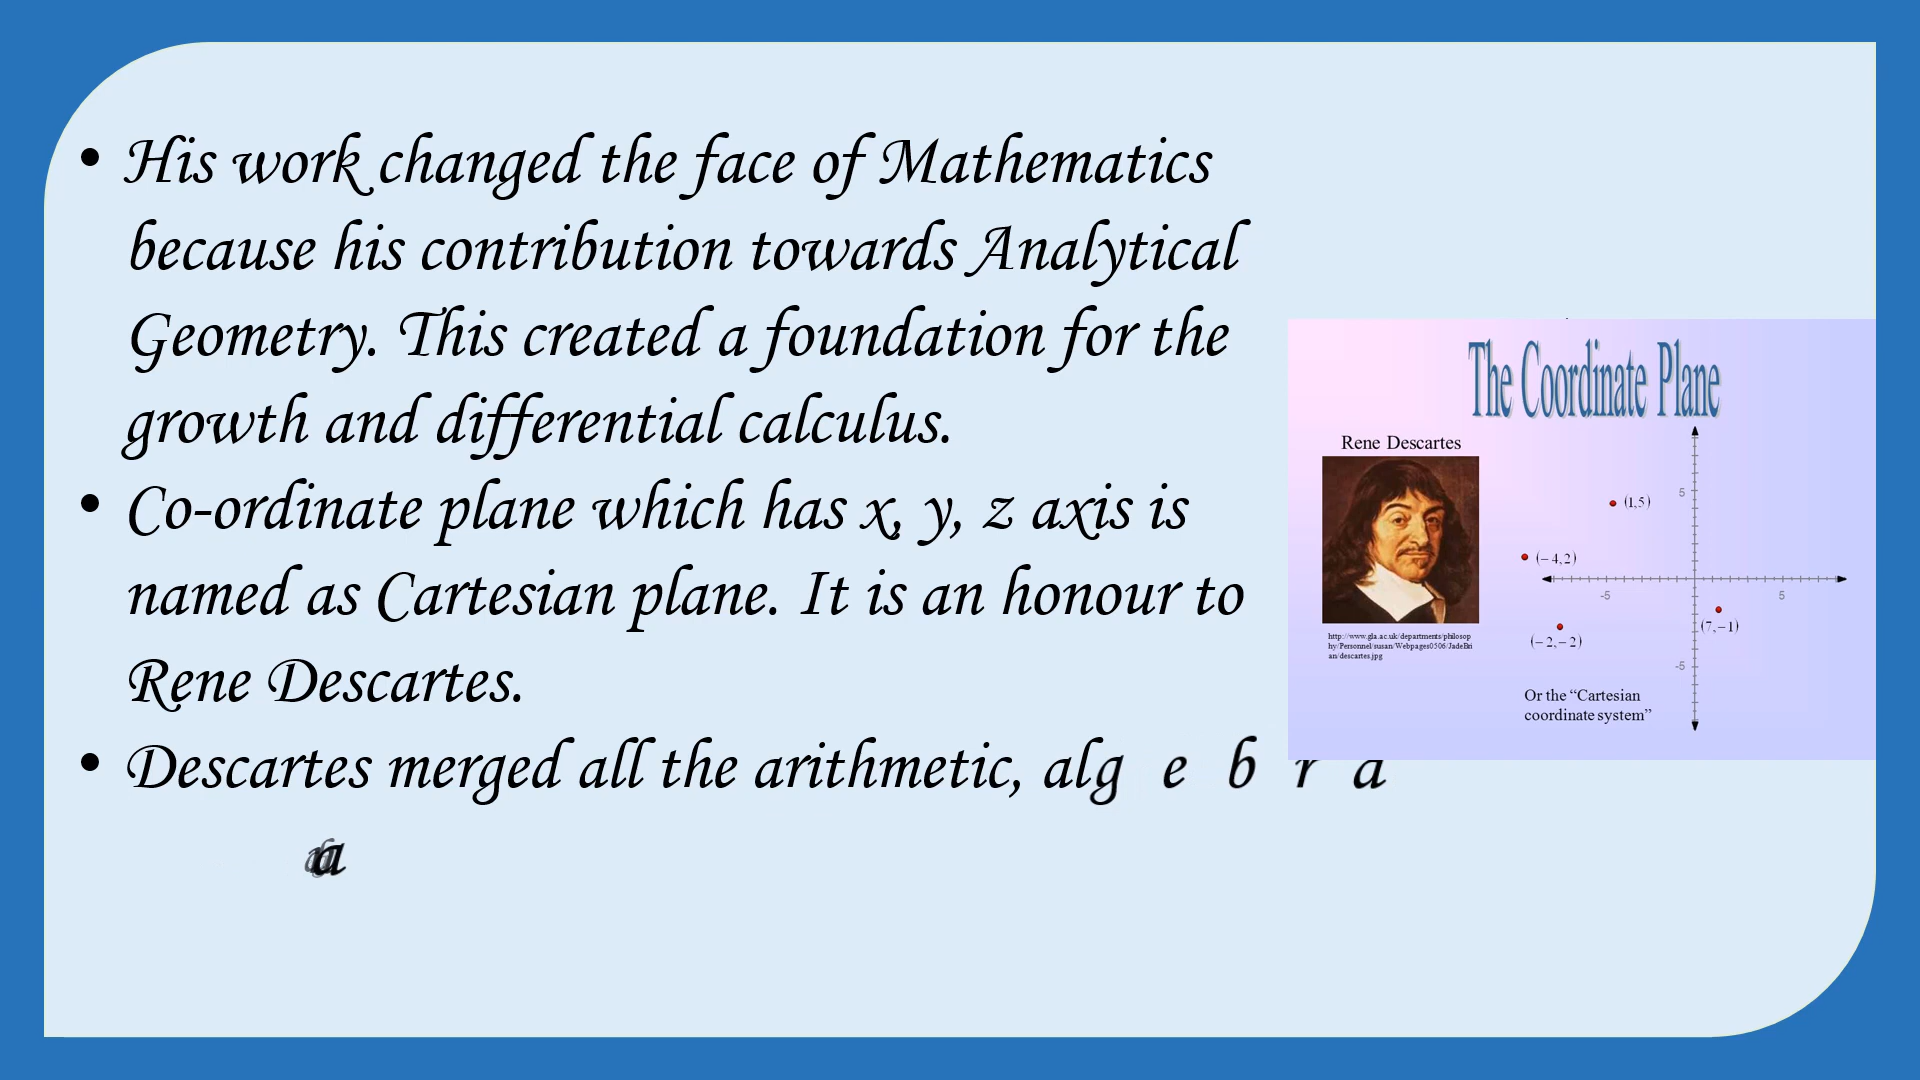 • His work changed the face of Mathematics
because his contribution towards Analytical
Geometry. This created a foundation for the
growth and differential calculus.
• Co-ordinate plane which has x, y, z axis is
named as Cartesian plane. It is an honour to
Rene Descartes.
• Descartes merged all the arithmetic, algebra
a
The Coordinate Plane
Rene Descartes
http://www.gla.ac.uk/departments/philosop
hy/Personnel/susan/Webpages0506/JadeBri
an/descartes.jpg
5
(1,5)
(−4,2)
-5
5
(7,−1)
(−2,−2)
-5
Or the “Cartesian
coordinate system”